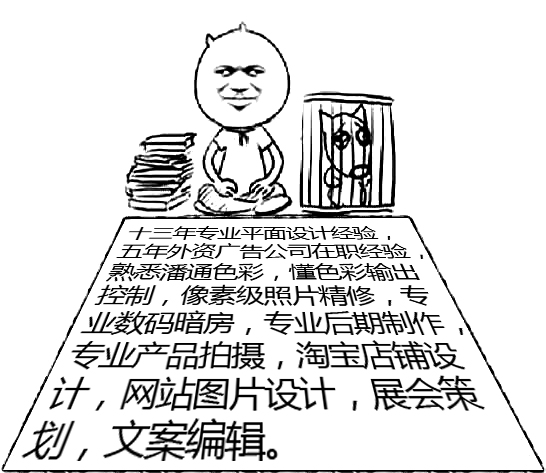 十三年专业平面设计经验，
五年外资广告公司在职经验，
熟悉潘通色彩，懂色彩输出
控制，像素级照片精修，专
业数码暗房，专业后期制作，
专业产品拍摄，淘宝店铺设
计，网站图片设计，展会策
划，文案编辑。